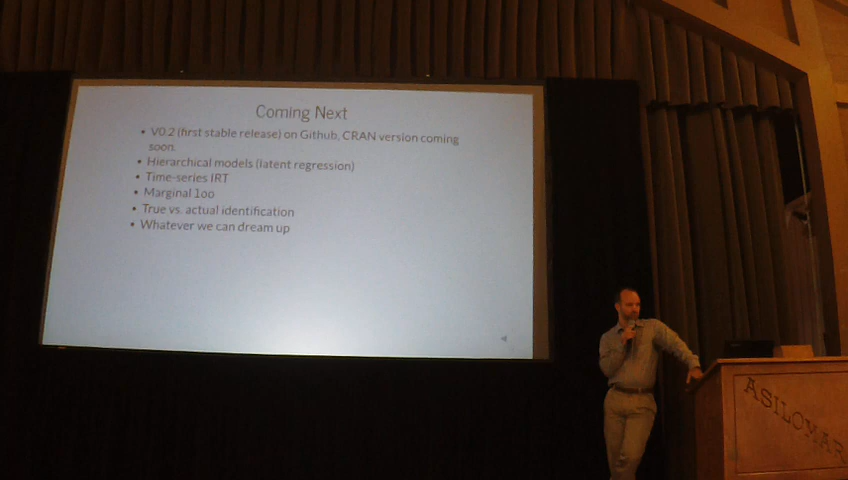 Coming Next
• V0.2 (first stable release) on Github, CRAN version coming
soon.
• Hierarchical models (latent regression)
• Time-series IRT
• Marginal loo
• True vs. actual identification
• Whatever we can dream up
ASILOMAR